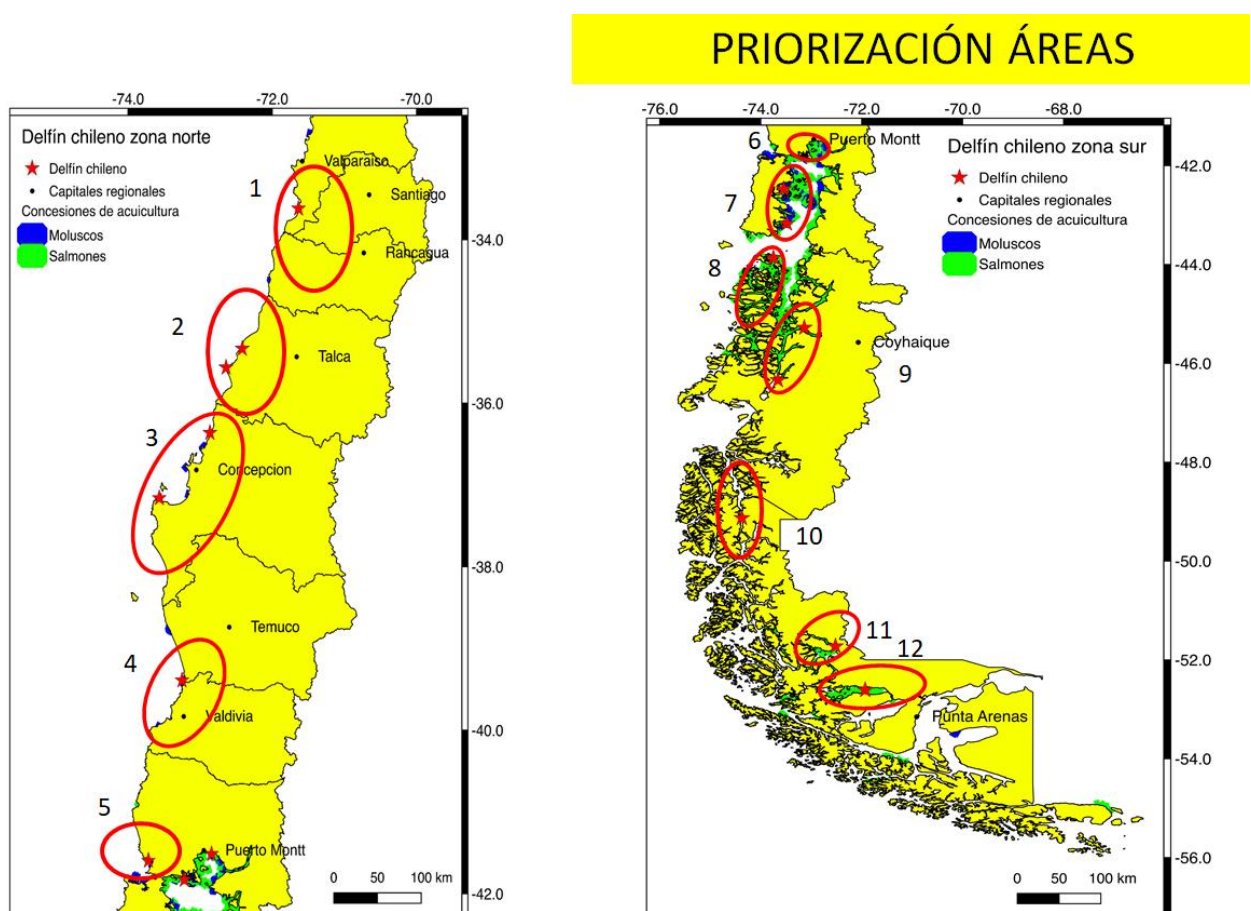 PRIORIZACIÓN ÁREAS
-74.0 -72.0 -70.0
Delfín chileno zona norte
Delfín chileno
Capitales regionales
Concesiones de acuicultura
Moluscos
Salmones
1
Valparaiso
Santiago
Rancagua
-34.0
2
Talca
-36.0
3
Concepcion
-38.0
Temuco
4
Valdivia
-40.0
5
Puerto Montt
0 50 100 km
-42.0
-76.0 -74.0 -72.0 -70.0 -68.0
Delfín chileno zona sur
Delfín chileno
Capitales regionales
Concesiones de acuicultura
Moluscos
Salmones
6
Puerto Montt
-42.0
7
8
-44.0
Coyhaique
9
-46.0
-48.0
10
-50.0
11
12
-52.0
Punta Arenas
-54.0
0 50 100 km
-56.0